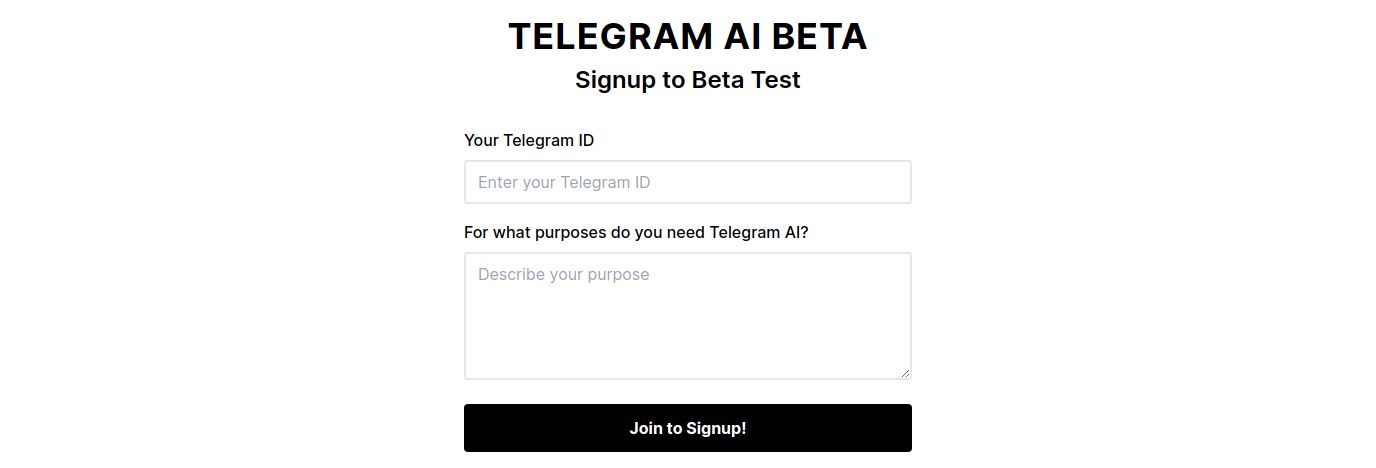 TELEGRAM AI BETA
Signup to Beta Test
Your Telegram ID
Enter your Telegram ID
For what purposes do you need Telegram AI?
Describe your purpose
Join to Signup!